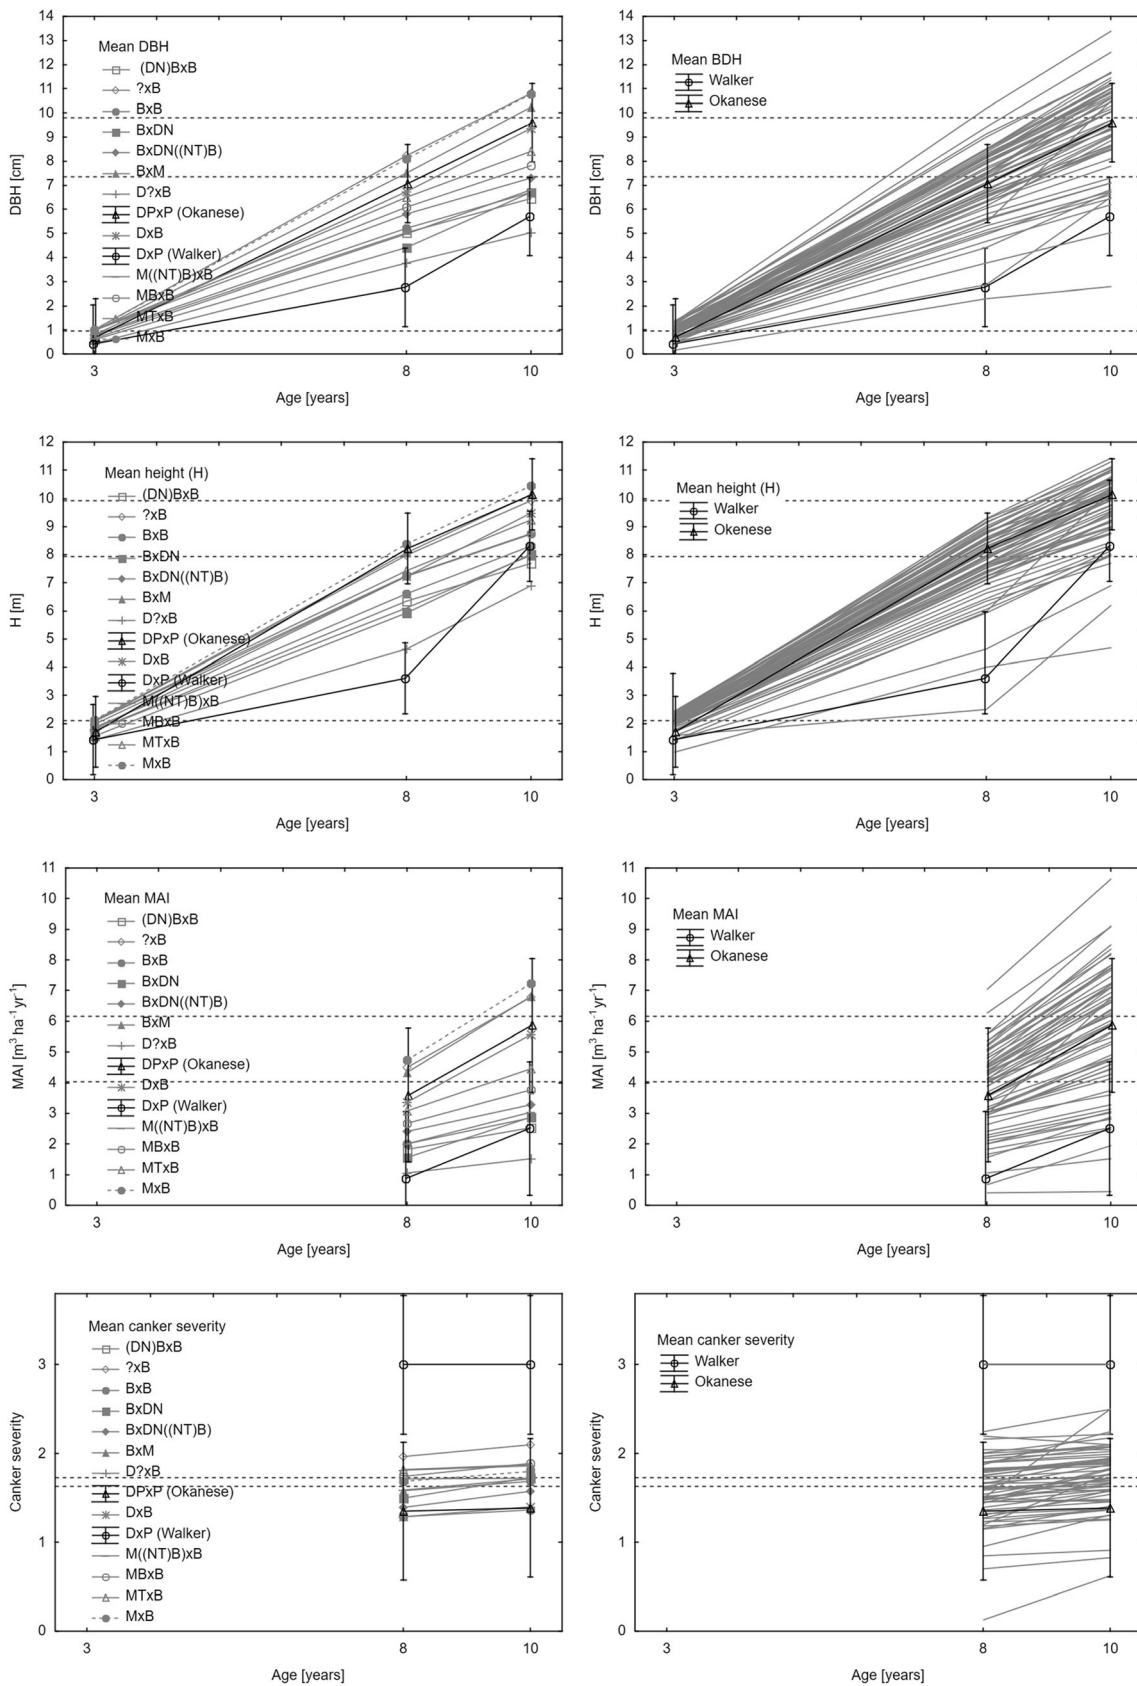 14
13
12
11
10
9
8
7
6
5
4
3
2
1
0
DBH [cm]
Mean DBH
(DN)BxB
?xB
BxB
BxDN
BxDN((NT)B)
BxM
D?xB
DPxP (Okanese)
DxB
DxP (Walker)
M((NT)B)xB
MBxB
MTxB
MxB
3 8 10
Age [years]
14
13
12
11
10
9
8
7
6
5
4
3
2
1
0
DBH [cm]
Mean BDH
Walker
Okanese
3 8 10
Age [years]
12
11
10
9
8
7
6
5
4
3
2
1
0
H [m]
Mean height (H)
(DN)BxB
?xB
BxB
BxDN
BxDN((NT)B)
BxM
D?xB
DPxP (Okanese)
DxB
DxP (Walker)
M((NT)B)xB
MBxB
MTxB
MxB
3 8 10
Age [years]
12
11
10
9
8
7
6
5
4
3
2
1
0
H [m]
Mean height (H)
Walker
Okenese
3 8 10
Age [years]
11
10
9
8
7
6
5
4
3
2
1
0
MAI [m³ ha⁻¹ yr⁻¹]
Mean MAI
(DN)BxB
?xB
BxB
BxDN
BxDN((NT)B)
BxM
D?xB
DPxP (Okanese)
DxB
DxP (Walker)
M((NT)B)xB
MBxB
MTxB
MxB
3 8 10
Age [years]
11
10
9
8
7
6
5
4
3
2
1
0
MAI [m³ ha⁻¹ yr⁻¹]
Mean MAI
Walker
Okanese
3 8 10
Age [years]
3
2
1
0
Canker severity
Mean canker severity
(DN)BxB
?xB
BxB
BxDN
BxDN((NT)B)
BxM
D?xB
DPxP (Okanese)
DxB
DxP (Walker)
M((NT)B)xB
MBxB
MTxB
MxB
3 8 10
Age [years]
3
2
1
0
Canker severity
Mean canker severity
Walker
Okanese
3 8 10
Age [years]